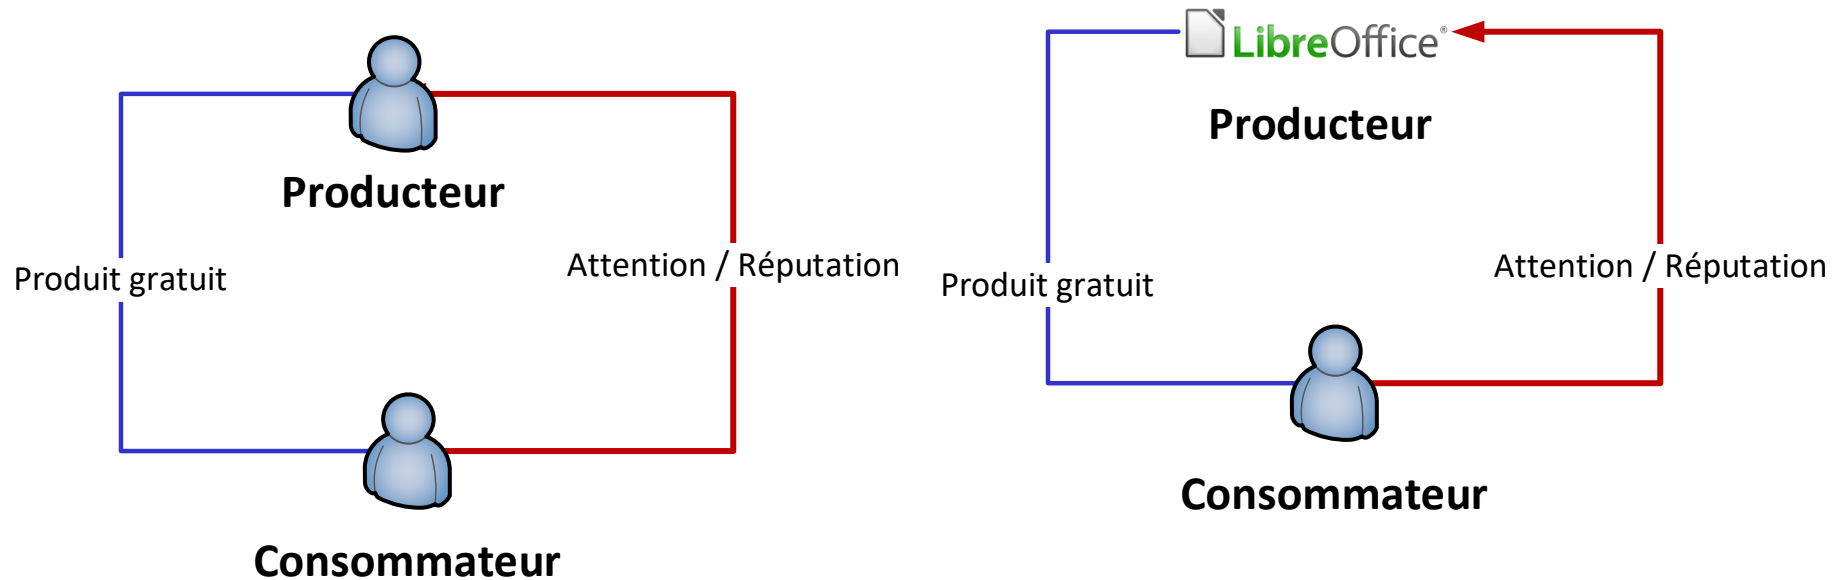 Producteur
Produit gratuit
Attention / Réputation
Consommateur
LibreOffice®
Producteur
Produit gratuit
Attention / Réputation
Consommateur